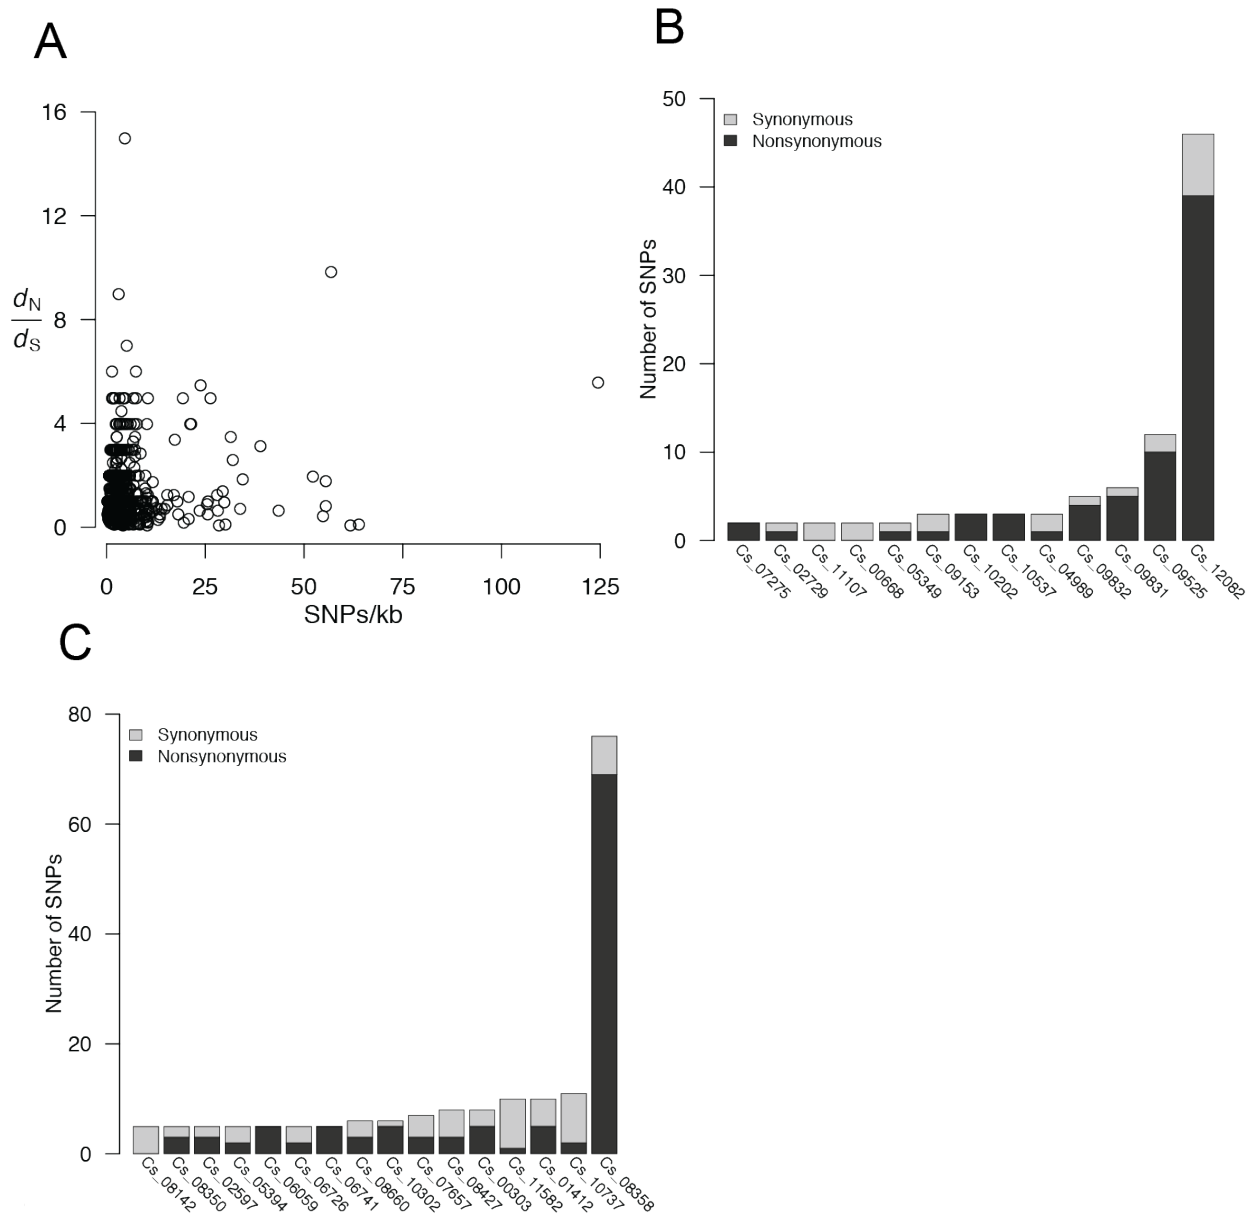 A
16
12
8
4
0
dN
dS
0
25
50
75
100
125
SNPs/kb
B
50
40
30
20
10
0
Number of SNPs
Synonymous
Nonsynonymous
Cs_07275
Cs_02729
Cs_11107
Cs_00668
Cs_05349
Cs_09153
Cs_10202
Cs_10537
Cs_04989
Cs_09832
Cs_09831
Cs_09525
Cs_12082
C
80
60
40
20
0
Number of SNPs
Synonymous
Nonsynonymous
Cs_08142
Cs_08350
Cs_02597
Cs_05394
Cs_06059
Cs_06726
Cs_06741
Cs_08660
Cs_10302
Cs_07657
Cs_08427
Cs_00303
Cs_11582
Cs_01412
Cs_10737
Cs_08358